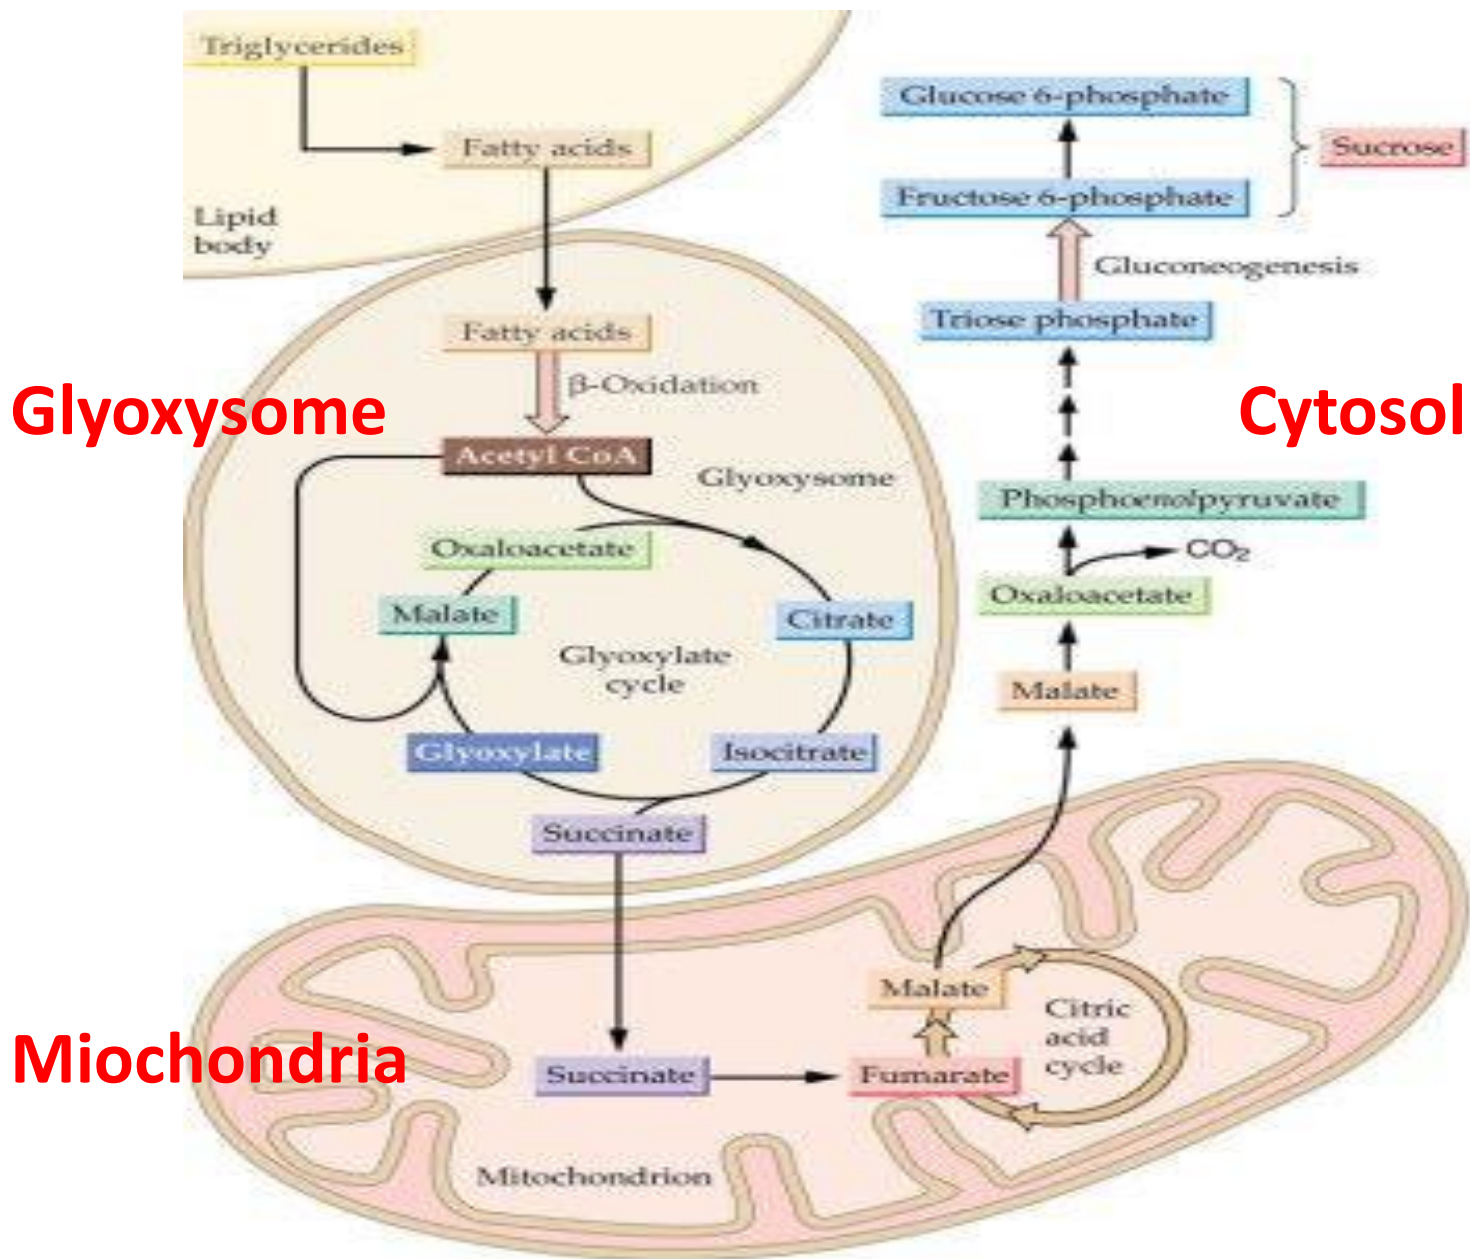 Triglycerides
Fatty acids
Lipid
body
Fatty acids
β-Oxidation
Glyoxysome
Acetyl CoA
Glyoxysome
Oxaloacetate
Malate
Citrate
Glyoxylate
cycle
Glyoxylate
Isocitrate
Succinate
Glucose 6-phosphate
Sucrose
Fructose 6-phosphate
Gluconeogenesis
Triose phosphate
Cytosol
Phosphoenolpyruvate
CO₂
Oxaloacetate
Malate
Malate
Citric
acid
cycle
Miochondria
Succinate
Fumarate
Mitochondrion